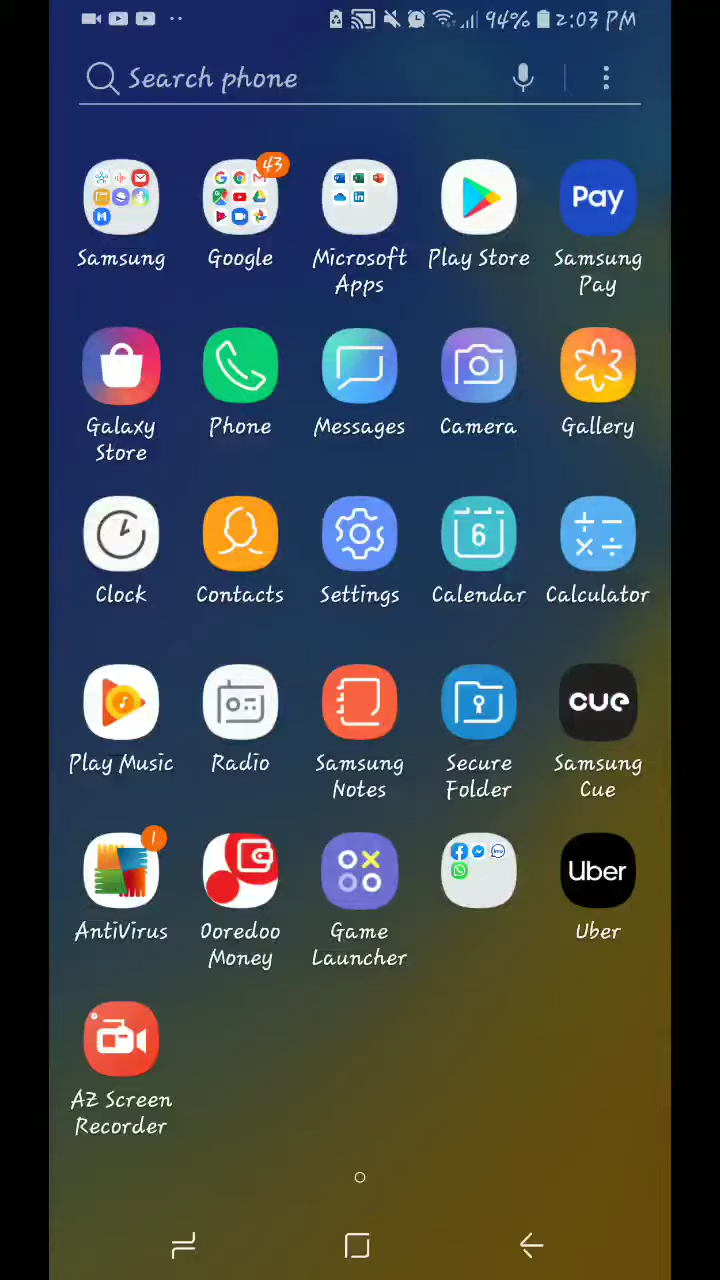 94% 2:03 PM
Search phone
43
Samsung Google Microsoft Apps Play Store Samsung Pay
Pay
Galaxy Store Phone Messages Camera Gallery
6
Clock Contacts Settings Calendar Calculator
cue
Play Music Radio Samsung Notes Secure Folder Samsung Cue
1
Uber
AntiVirus Ooredoo Money Game Launcher Uber
AZ Screen Recorder